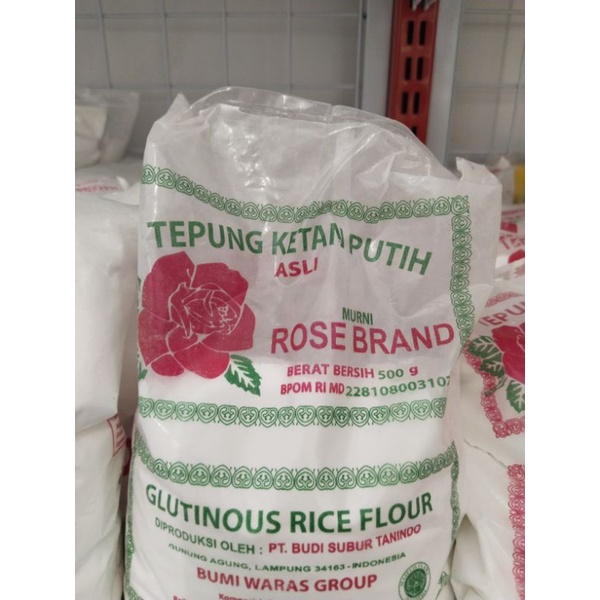 TEPUNG KETAN PUTIH
ASLI
MURNI
ROSE BRAND
BERAT BERSIH 500 g
BPOM RI MD 228108003107
GLUTINOUS RICE FLOUR
DIPRODUKSI OLEH : PT. BUDI SUBUR TANINDO
GUNUNG AGUNG, LAMPUNG 34163 - INDONESIA
BUMI WARAS GROUP
TEPUNG